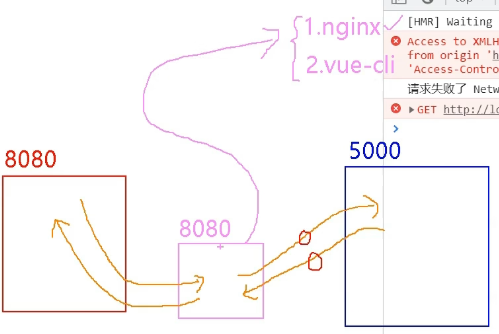 top
1.nginx
[HMR] Waiting
2.vue-cli
Access to XMLH
from origin 'h
'Access-Contro
请求失败了 Netw
GET http://lo
8080
5000
8080